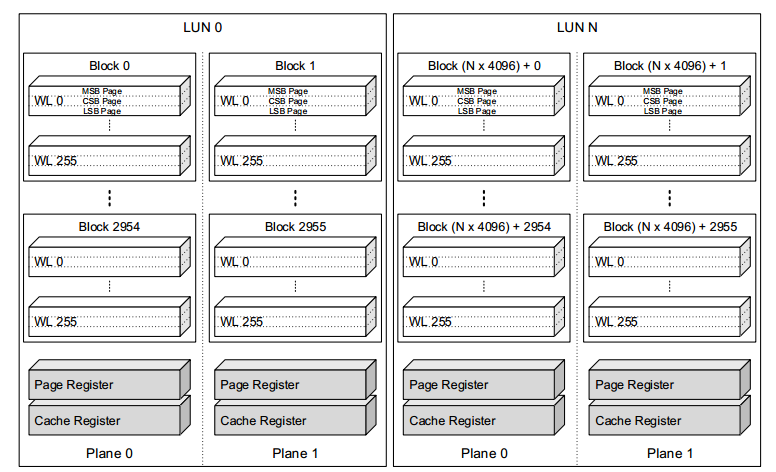 LUN 0
LUN N
Block 0
Block 1
Block (N x 4096) + 0
Block (N x 4096) + 1
MSB Page
WL 0 CSB Page
LSB Page
MSB Page
WL 0 CSB Page
LSB Page
MSB Page
WL 0 CSB Page
LSB Page
MSB Page
WL 0 CSB Page
LSB Page
WL 255
WL 255
WL 255
WL 255
Block 2954
Block 2955
Block (N x 4096) + 2954
Block (N x 4096) + 2955
WL 0
WL 0
WL 0
WL 0
WL 255
WL 255
WL 255
WL 255
Page Register
Page Register
Page Register
Page Register
Cache Register
Cache Register
Cache Register
Cache Register
Plane 0
Plane 1
Plane 0
Plane 1